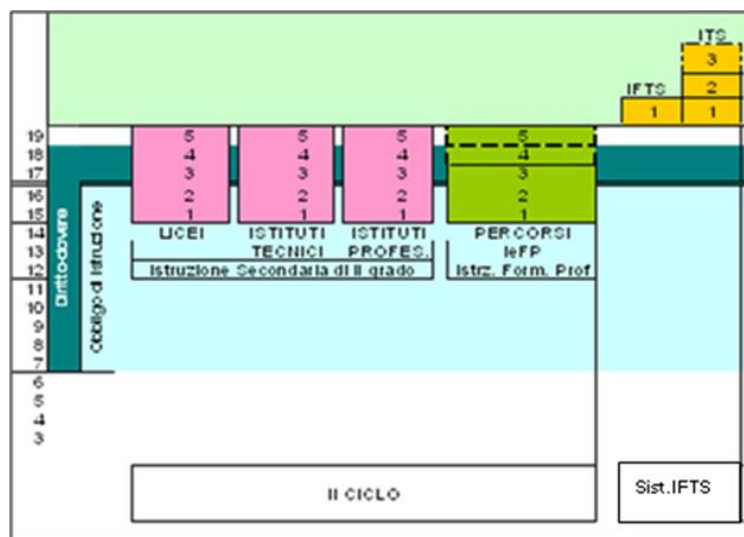 ITS
3
IFTS 2
1 1
19 5 5 5 5
18 4 4 4 4
17 3 3 3 3
16 2 2 2 2
15 1 1 1 1
14 LICEI ISTITUTI ISTITUTI PERCORSI
13 TECNICI PROFES. IeFP
12 Istruzione Secondaria di II grado Istrz. Form. Prof
11
10
9
8
7
6
5
4
3
Diritto-dovere
Obbligo di Istruzione
II CICLO
Sist.IFTS